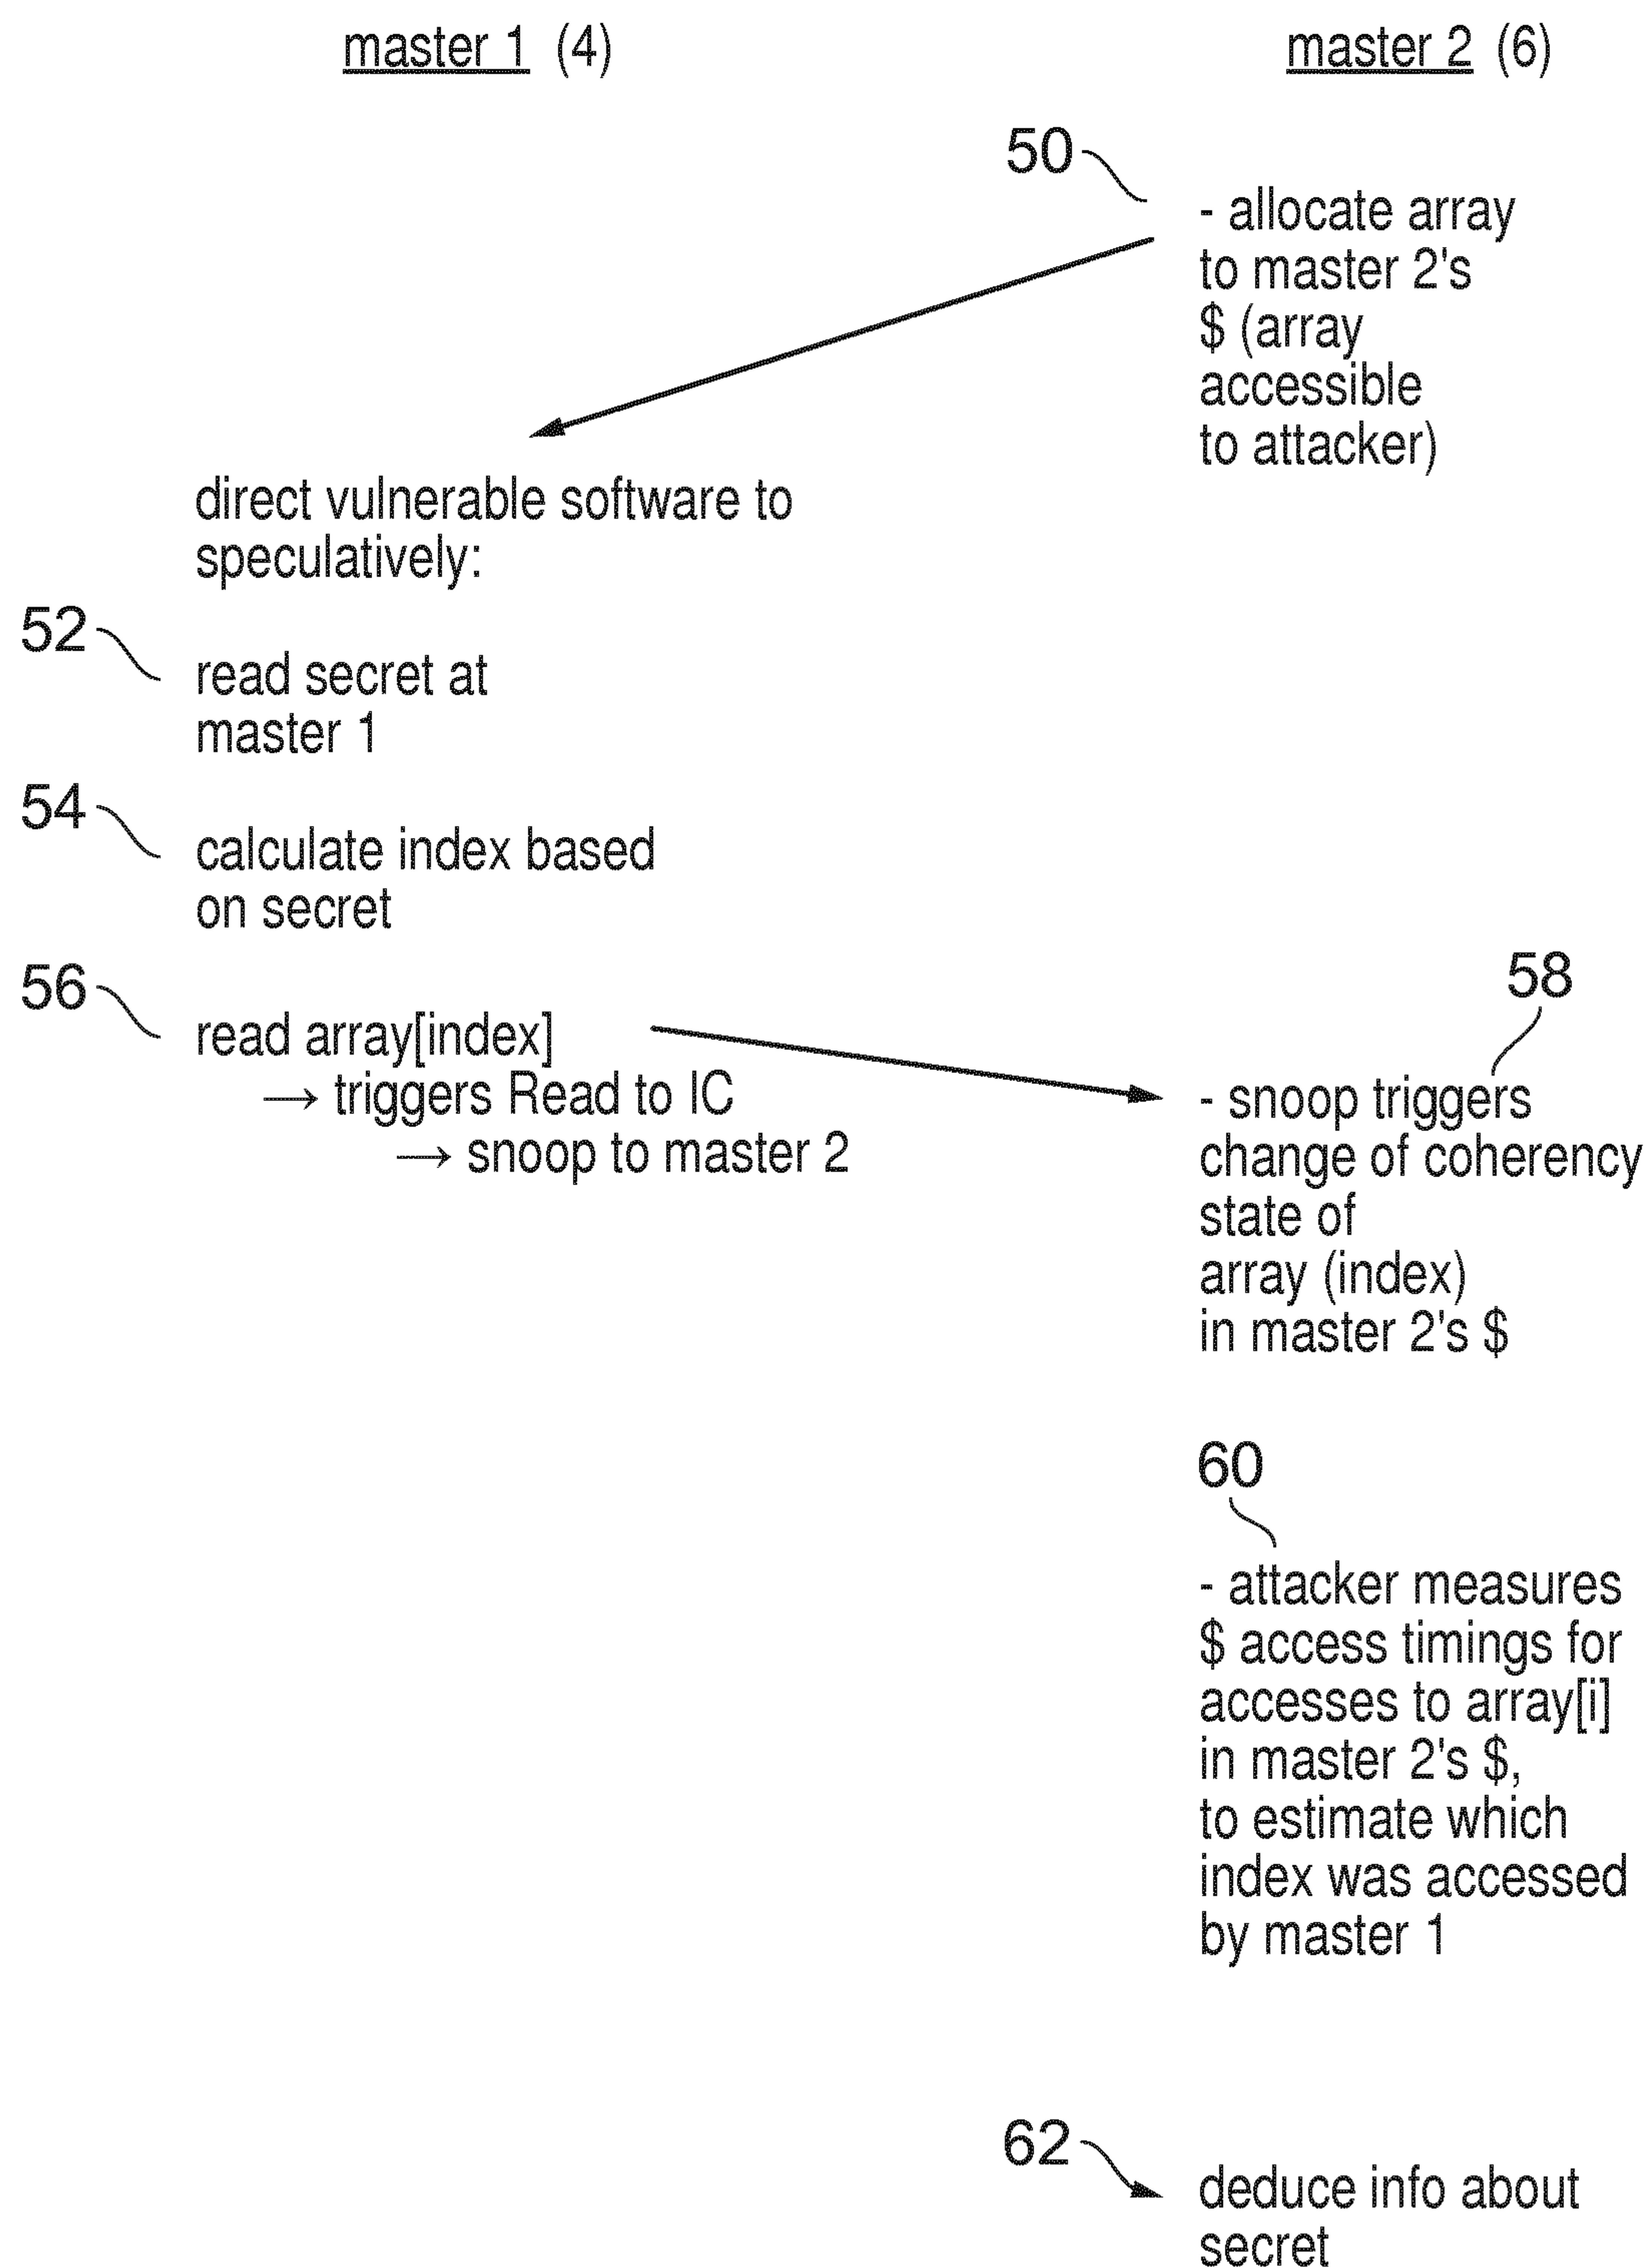 master 1 (4)
master 2 (6)
50
- allocate array
to master 2's
$ (array
accessible
to attacker)
direct vulnerable software to
speculatively:
52
read secret at
master 1
54
calculate index based
on secret
56
read array[index]
→ triggers Read to IC
→ snoop to master 2
58
- snoop triggers
change of coherency
state of
array (index)
in master 2's $
60
- attacker measures
$ access timings for
accesses to array[i]
in master 2's $,
to estimate which
index was accessed
by master 1
62
deduce info about
secret